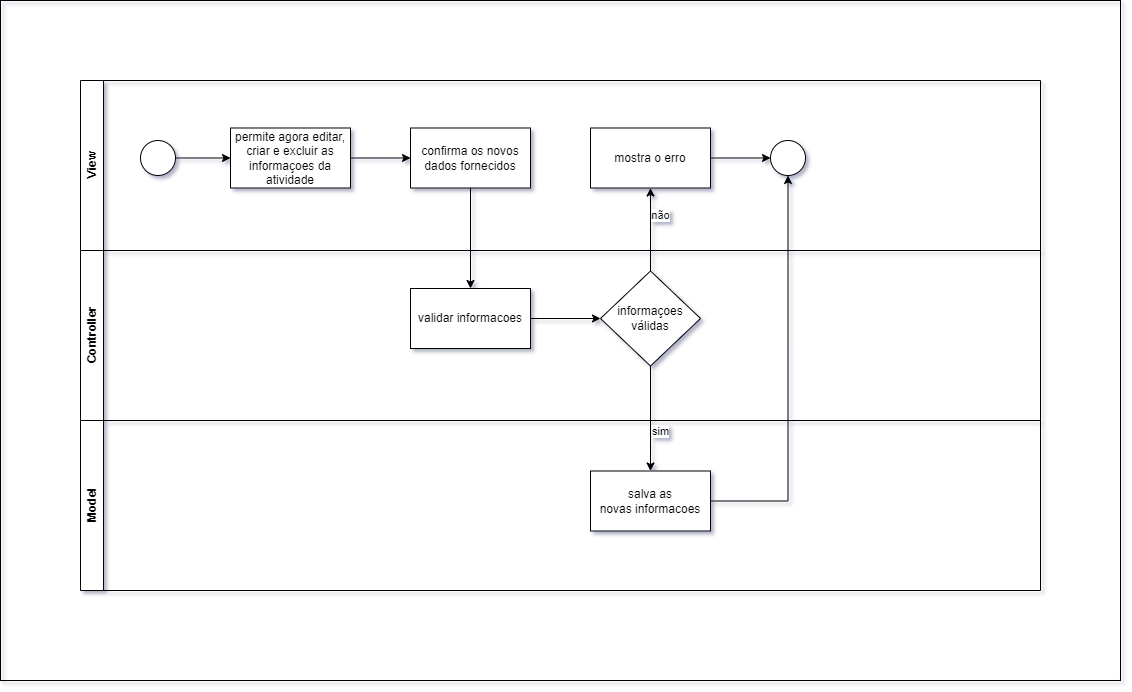 View
permite agora editar,
criar e excluir as
informaçoes da
atividade
confirma os novos
dados fornecidos
mostra o erro
não
Controller
validar informacoes
informaçoes
válidas
sim
Model
salva as
novas informacoes